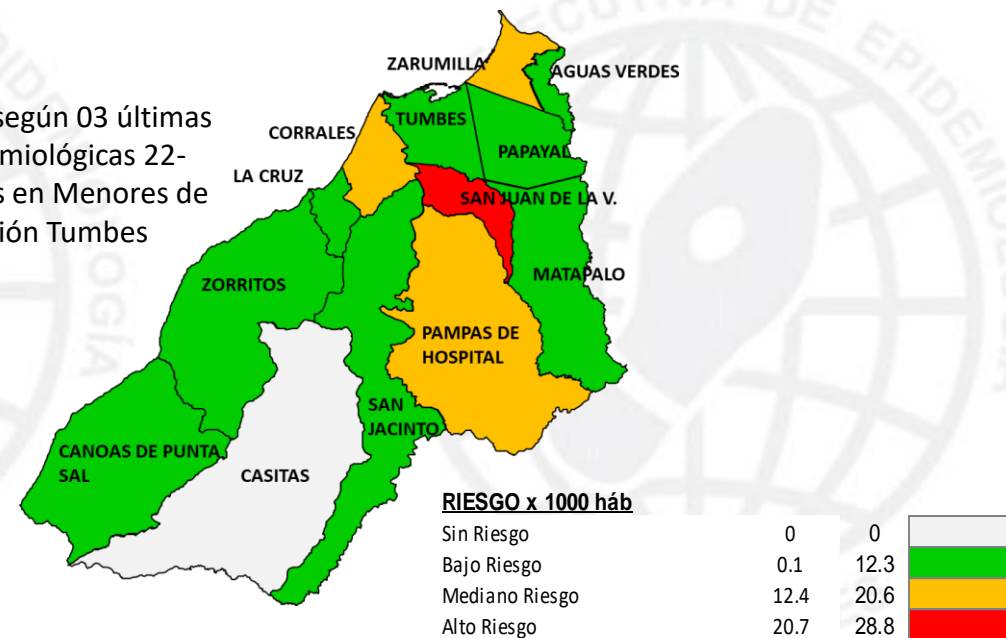 según 03 últimas
miológicas 22-
s en Menores de
ión Tumbes
ZARUMILLA
AGUAS VERDES
TUMBES
CORRALES
PAPAYAL
LA CRUZ
SAN JUAN DE LA V.
MATAPALO
ZORRITOS
PAMPAS DE
HOSPITAL
SAN
JACINTO
CANOAS DE PUNTA
SAL
CASITAS
RIESGO x 1000 háb
Sin Riesgo 0 0
Bajo Riesgo 0.1 12.3
Mediano Riesgo 12.4 20.6
Alto Riesgo 20.7 28.8